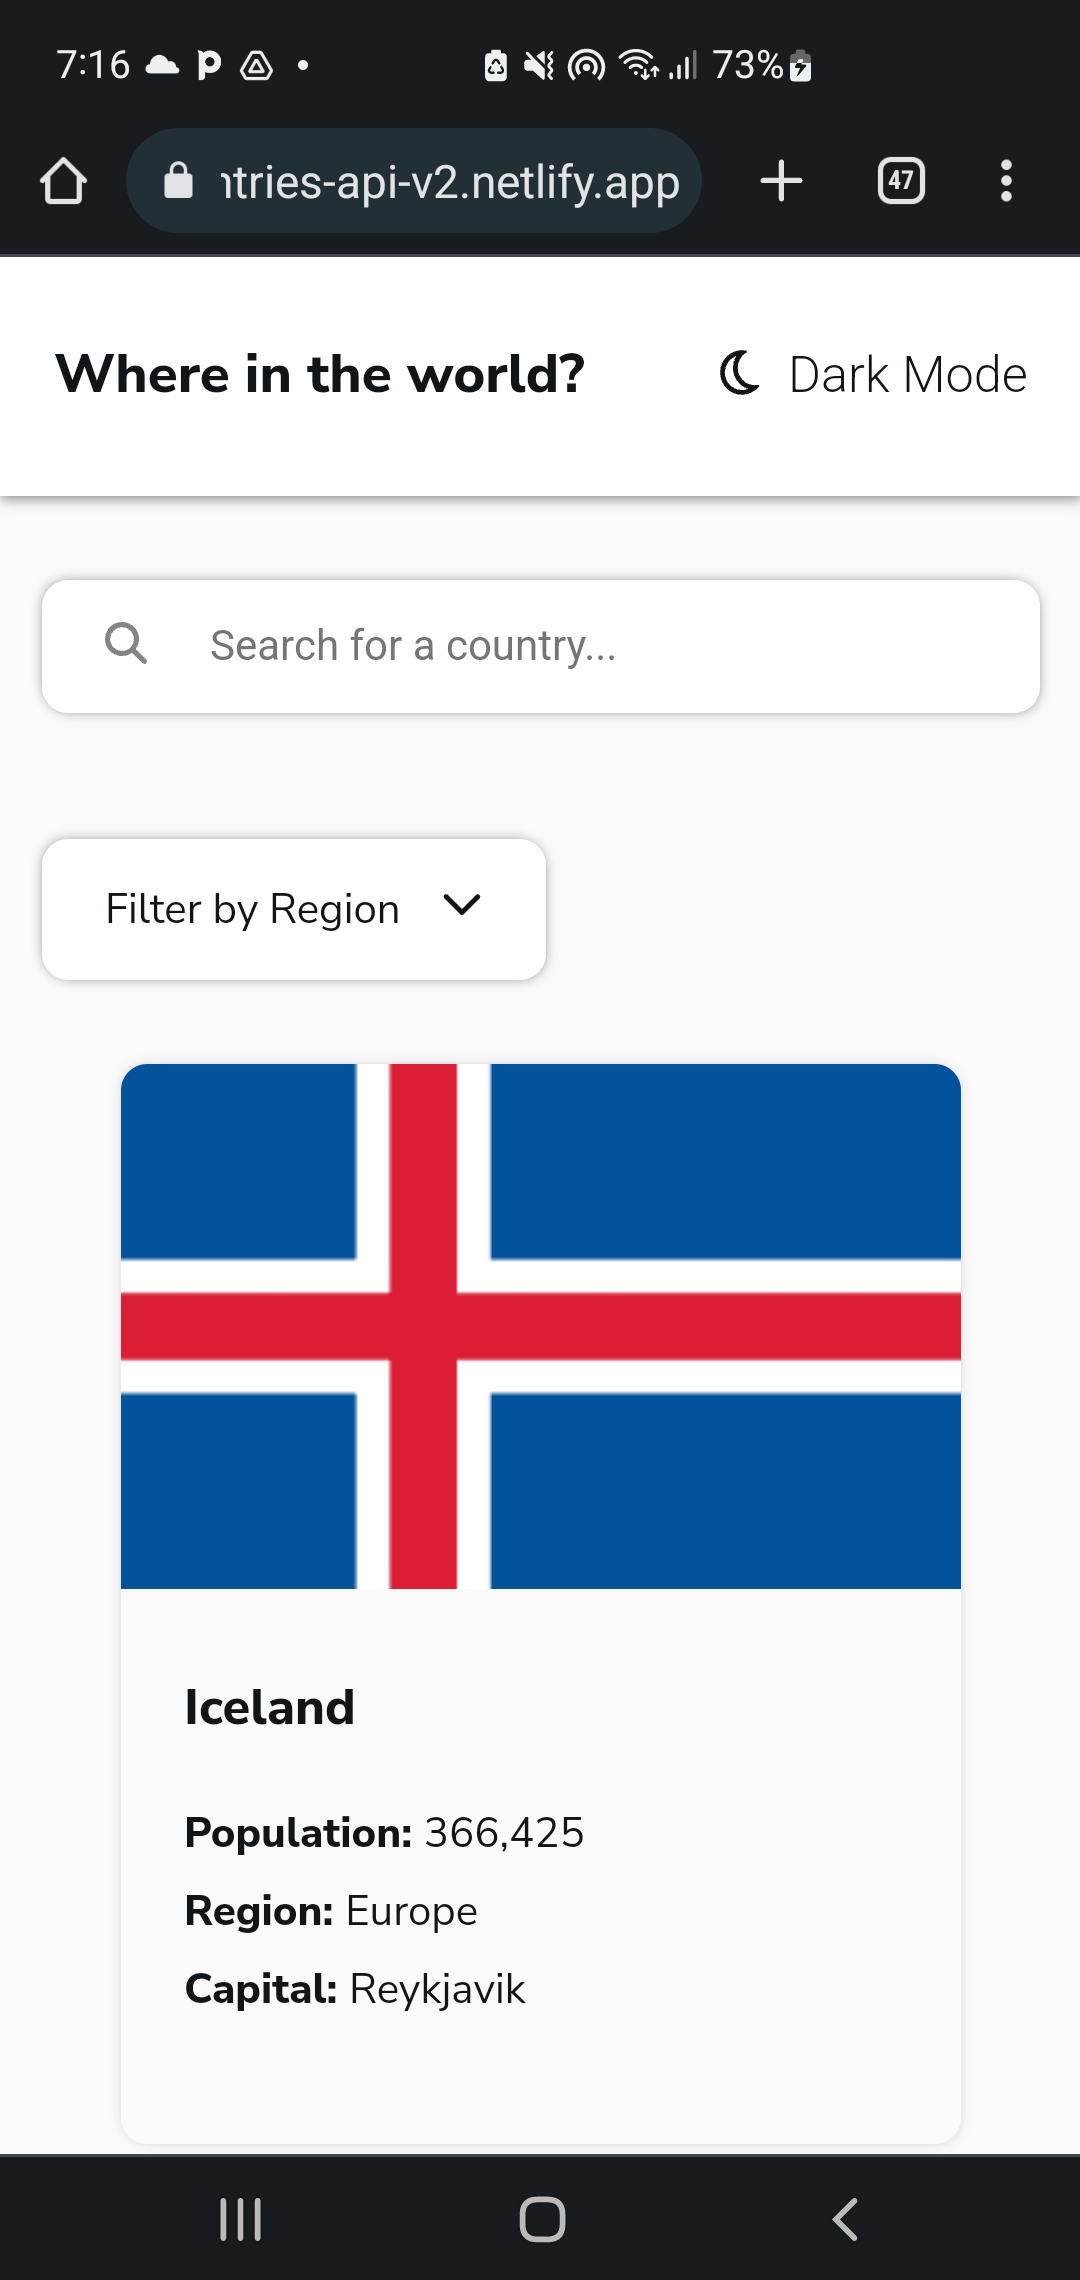 7:16 73%
ntries-api-v2.netlify.app 47
Where in the world? Dark Mode
Search for a country...
Filter by Region
Iceland
Population: 366,425
Region: Europe
Capital: Reykjavik